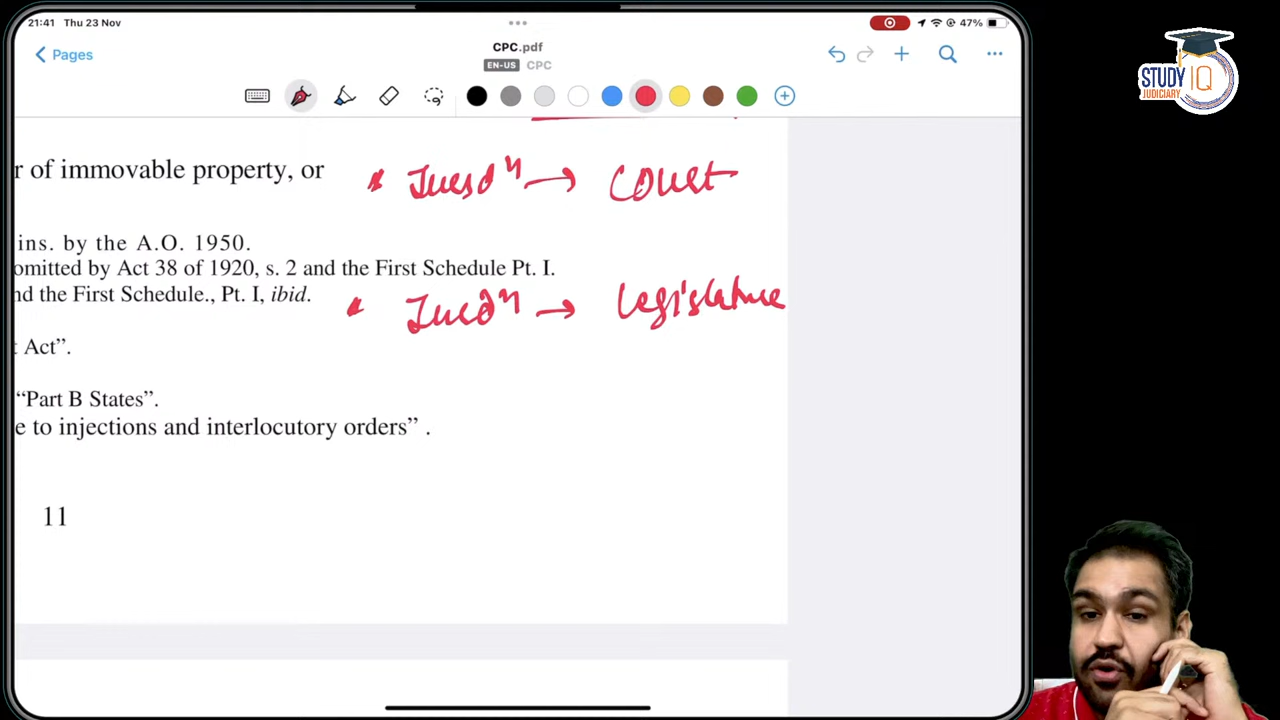 21:41 Thu 23 Nov
47%
Pages
CPC.pdf
EN-US CPC
STUDY IQ
JUDICIARY
r of immovable property, or
* Jurisdⁿ → Court
ins. by the A.O. 1950.
omitted by Act 38 of 1920, s. 2 and the First Schedule Pt. I.
nd the First Schedule., Pt. I, ibid.
* Jurdⁿ → legislature
t Act”.
“Part B States”.
e to injections and interlocutory orders” .
11